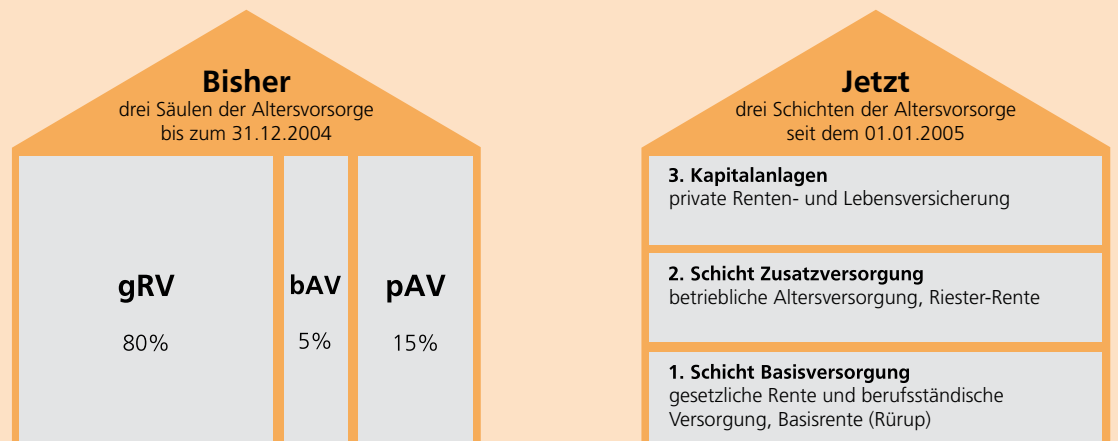 Bisher
drei Säulen der Altersvorsorge
bis zum 31.12.2004
gRV
80%
bAV
5%
pAV
15%
Jetzt
drei Schichten der Altersvorsorge
seit dem 01.01.2005
3. Kapitalanlagen
private Renten- und Lebensversicherung
2. Schicht Zusatzversorgung
betriebliche Altersversorgung, Riester-Rente
1. Schicht Basisversorgung
gesetzliche Rente und berufsständische
Versorgung, Basisrente (Rürup)